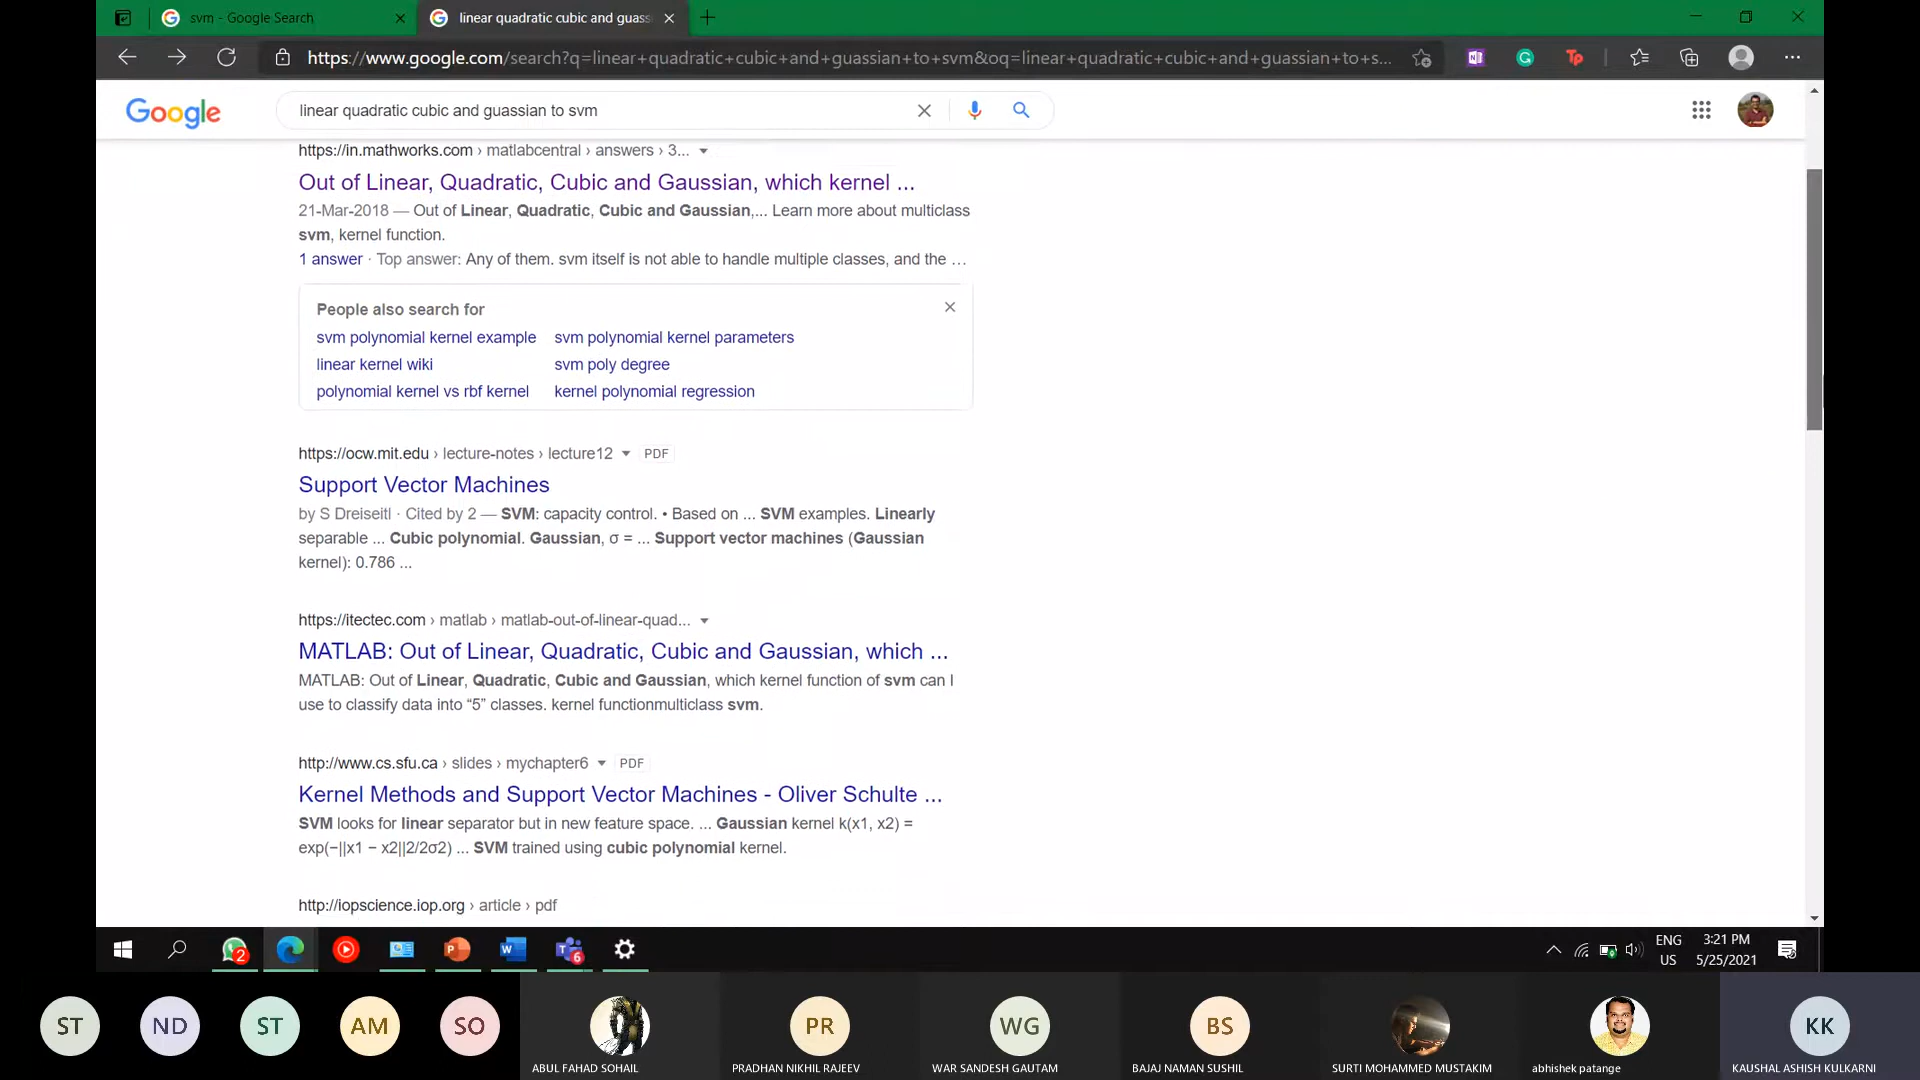 svm - Google Search
linear quadratic cubic and guass
https://www.google.com/search?q=linear+quadratic+cubic+and+guassian+to+svm&oq=linear+quadratic+cubic+and+guassian+to+s...
Google
linear quadratic cubic and guassian to svm
https://in.mathworks.com › matlabcentral › answers › 3...
Out of Linear, Quadratic, Cubic and Gaussian, which kernel ...
21-Mar-2018 — Out of Linear, Quadratic, Cubic and Gaussian,... Learn more about multiclass
svm, kernel function.
1 answer · Top answer: Any of them. svm itself is not able to handle multiple classes, and the …
People also search for
svm polynomial kernel example svm polynomial kernel parameters
linear kernel wiki svm poly degree
polynomial kernel vs rbf kernel kernel polynomial regression
https://ocw.mit.edu › lecture-notes › lecture12 PDF
Support Vector Machines
by S Dreiseitl · Cited by 2 — SVM: capacity control. • Based on ... SVM examples. Linearly
separable ... Cubic polynomial. Gaussian, σ = ... Support vector machines (Gaussian
kernel): 0.786 ...
https://itectec.com › matlab › matlab-out-of-linear-quad...
MATLAB: Out of Linear, Quadratic, Cubic and Gaussian, which ...
MATLAB: Out of Linear, Quadratic, Cubic and Gaussian, which kernel function of svm can I
use to classify data into “5” classes. kernel functionmulticlass svm.
http://www.cs.sfu.ca › slides › mychapter6 PDF
Kernel Methods and Support Vector Machines - Oliver Schulte ...
SVM looks for linear separator but in new feature space. ... Gaussian kernel k(x1, x2) =
exp(−||x1 − x2||2/2σ2) ... SVM trained using cubic polynomial kernel.
http://iopscience.iop.org › article › pdf
2
6
ENG
US
3:21 PM
5/25/2021
ST
ND
ST
AM
SO
PR
WG
BS
KK
ABUL FAHAD SOHAIL
PRADHAN NIKHIL RAJEEV
WAR SANDESH GAUTAM
BAJAJ NAMAN SUSHIL
SURTI MOHAMMED MUSTAKIM
abhishek patange
KAUSHAL ASHISH KULKARNI